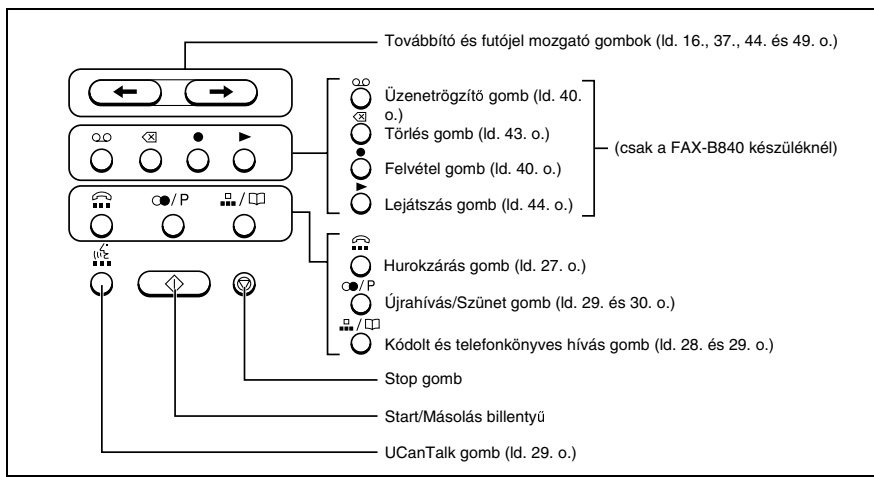 Továbbító és futójel mozgató gombok (ld. 16., 37., 44. és 49. o.)
Üzenetrögzítő gomb (ld. 40.
o.)
Törlés gomb (ld. 43. o.)
(csak a FAX-B840 készüléknél)
Felvétel gomb (ld. 40. o.)
Lejátszás gomb (ld. 44. o.)
/P
/
Hurokzárás gomb (ld. 27. o.)
/P
Újrahívás/Szünet gomb (ld. 29. és 30. o.)
/
Kódolt és telefonkönyves hívás gomb (ld. 28. és 29. o.)
Stop gomb
Start/Másolás billentyű
UCanTalk gomb (ld. 29. o.)